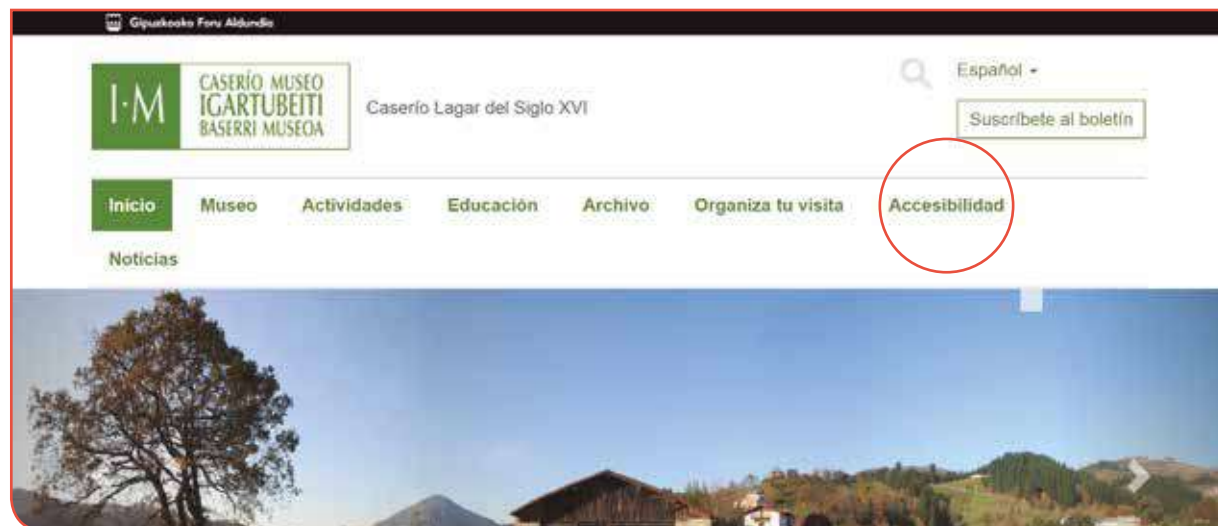 Gipuzkoako Foru Aldundia
Español
I·M
CASERÍO MUSEO
IGARTUBEITI
BASERRI MUSEOA
Caserío Lagar del Siglo XVI
Suscríbete al boletín
Inicio Museo Actividades Educación Archivo Organiza tu visita Accesibilidad
Noticias